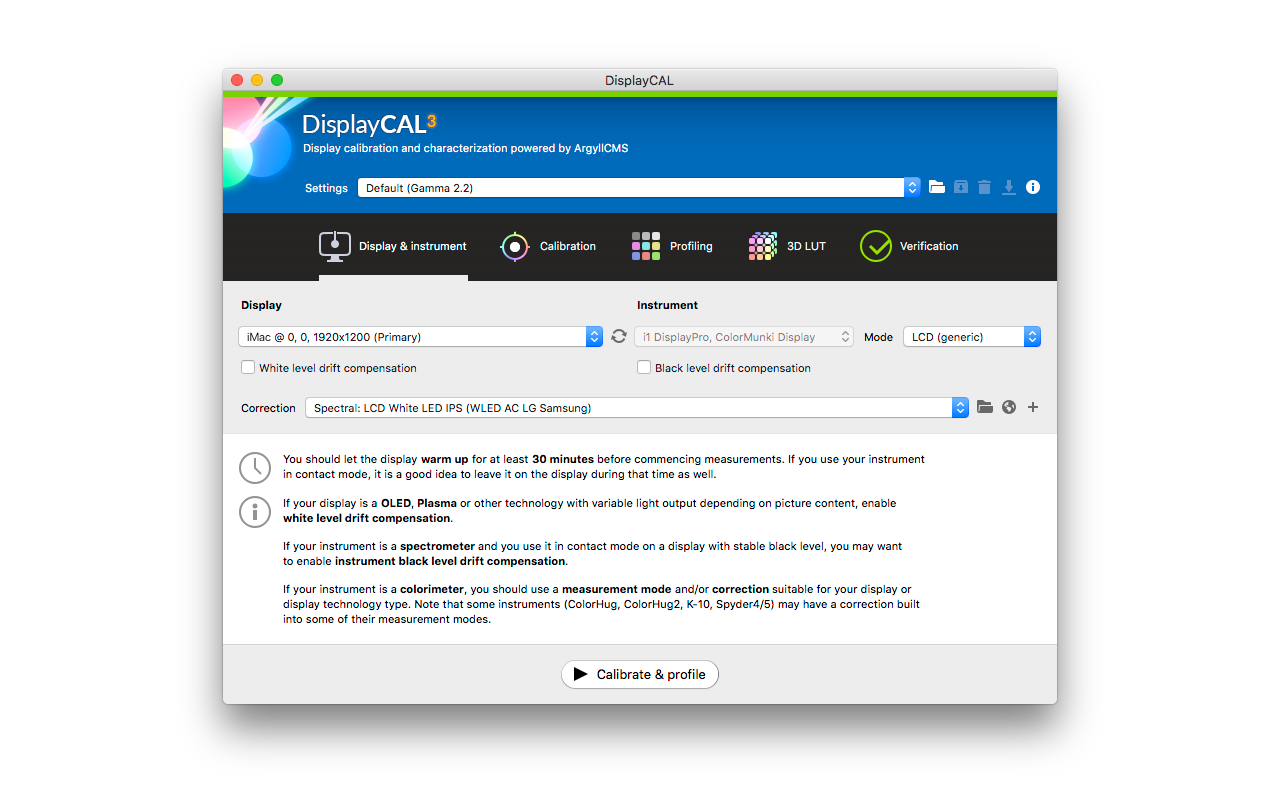 DisplayCAL
DisplayCAL3
Display calibration and characterization powered by ArgyllCMS
Settings Default (Gamma 2.2)
Display & instrument Calibration Profiling 3D LUT Verification
Display Instrument
iMac @ 0, 0, 1920x1200 (Primary) i1 DisplayPro, ColorMunki Display Mode LCD (generic)
White level drift compensation Black level drift compensation
Correction Spectral: LCD White LED IPS (WLED AC LG Samsung)
You should let the display warm up for at least 30 minutes before commencing measurements. If you use your instrument
in contact mode, it is a good idea to leave it on the display during that time as well.
If your display is a OLED, Plasma or other technology with variable light output depending on picture content, enable
white level drift compensation.
If your instrument is a spectrometer and you use it in contact mode on a display with stable black level, you may want
to enable instrument black level drift compensation.
If your instrument is a colorimeter, you should use a measurement mode and/or correction suitable for your display or
display technology type. Note that some instruments (ColorHug, ColorHug2, K-10, Spyder4/5) may have a correction built
into some of their measurement modes.
Calibrate & profile